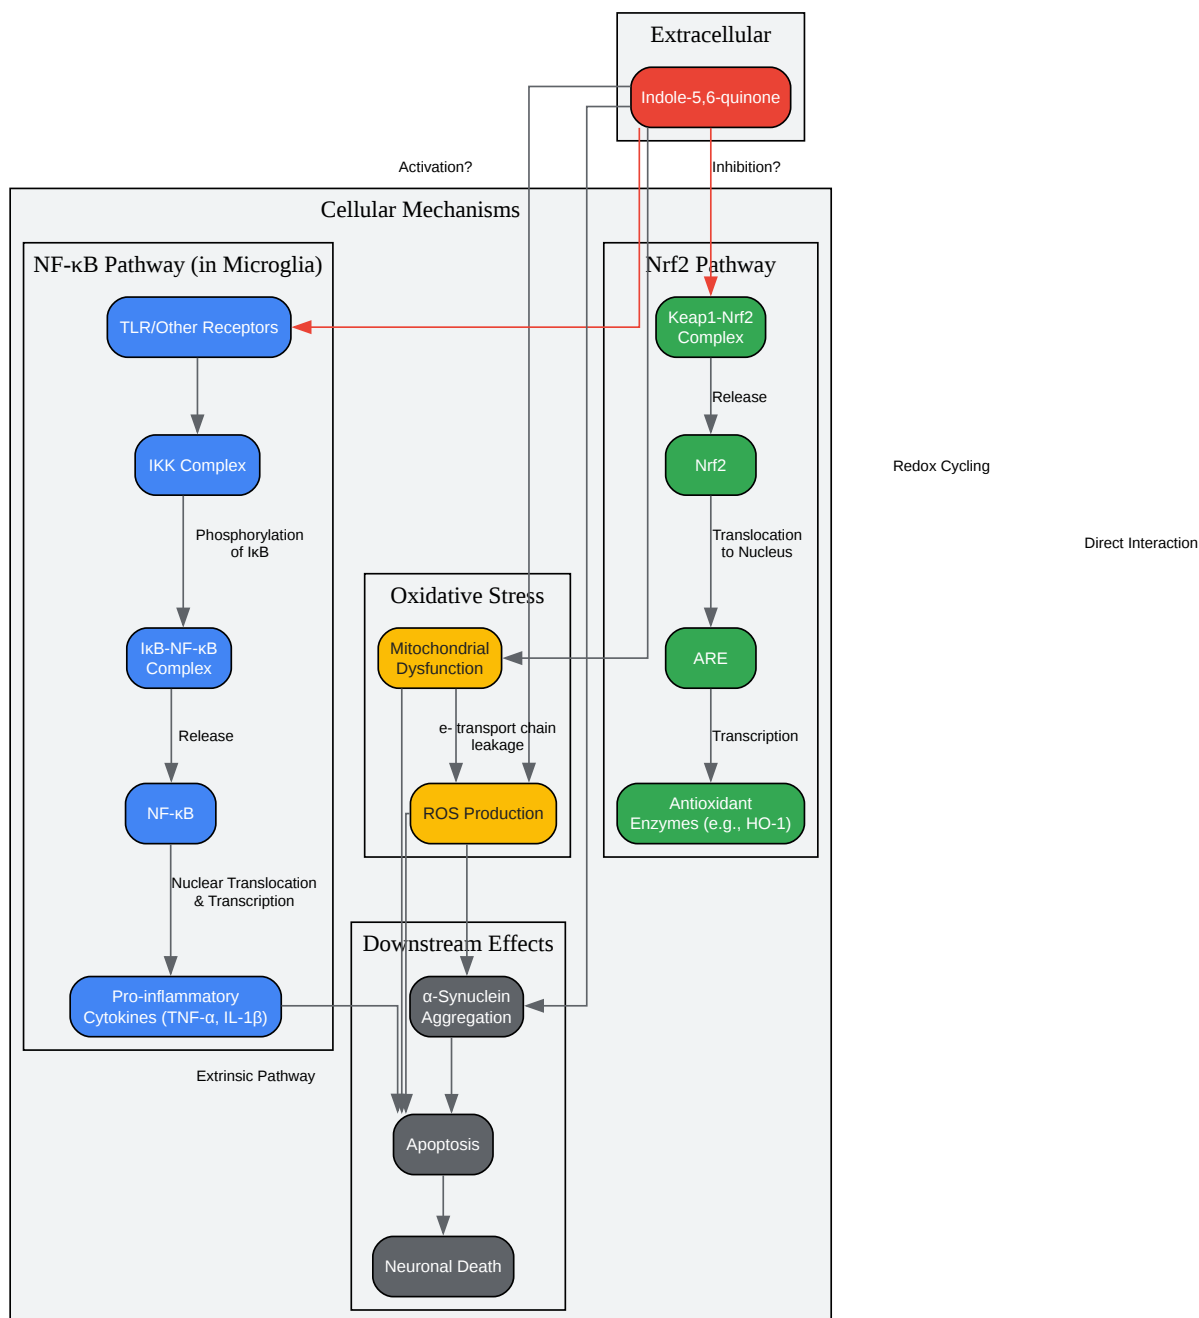 Extracellular
Indole-5,6-quinone
Activation?
Inhibition?
Cellular Mechanisms
NF-κB Pathway (in Microglia)
Nrf2 Pathway
TLR/Other Receptors
Keap1-Nrf2
Complex
Release
IKK Complex
Nrf2
Redox Cycling
Phosphorylation
of IκB
Translocation
to Nucleus
Direct Interaction
Oxidative Stress
IκB-NF-κB
Complex
Mitochondrial
Dysfunction
ARE
Release
e- transport chain
leakage
Transcription
NF-κB
ROS Production
Antioxidant
Enzymes (e.g., HO-1)
Nuclear Translocation
& Transcription
Downstream Effects
Pro-inflammatory
Cytokines (TNF-α, IL-1β)
α-Synuclein
Aggregation
Extrinsic Pathway
Apoptosis
Neuronal Death